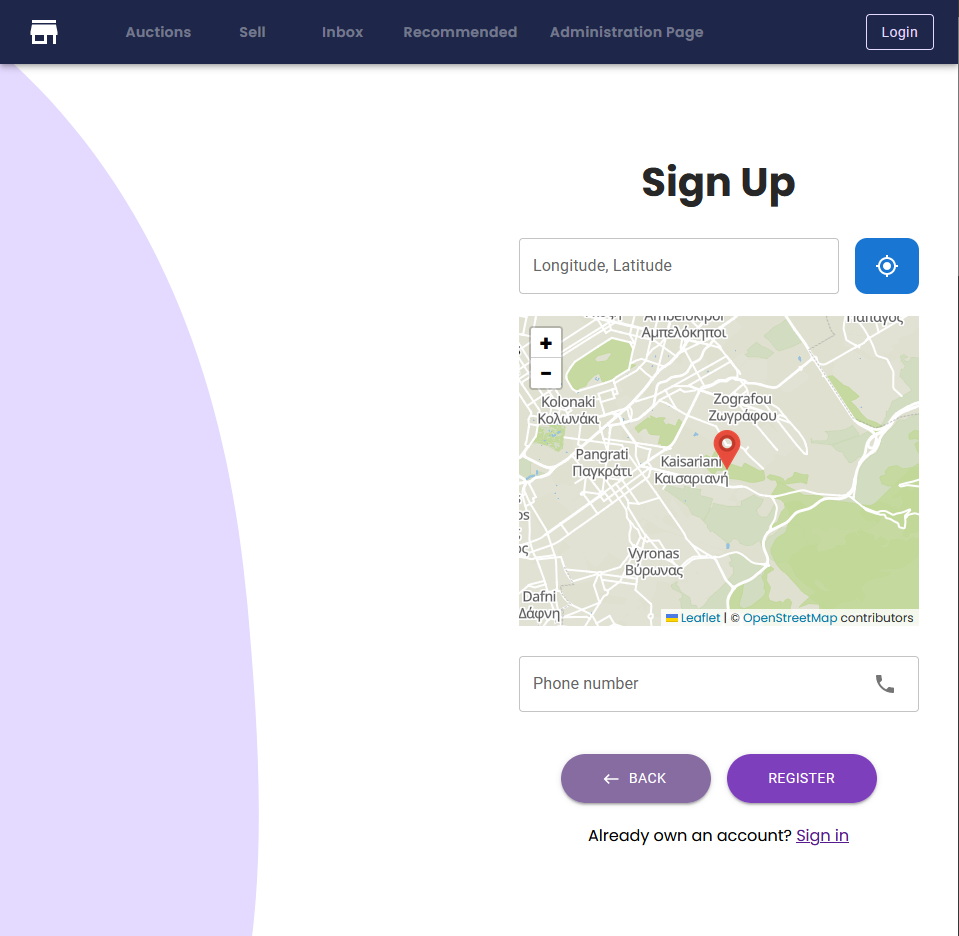 Auctions Sell Inbox Recommended Administration Page Login
Sign Up
Longitude, Latitude
+
−
Αμπελόκηποι
Kolonaki
Κολωνάκι
Zografou
Ζωγράφου
Pangrati
Παγκράτι
Kaisariani
Καισαριανή
Vyronas
Βύρωνας
Dafni
Δάφνη
Leaflet | © OpenStreetMap contributors
Phone number
← BACK REGISTER
Already own an account? Sign in